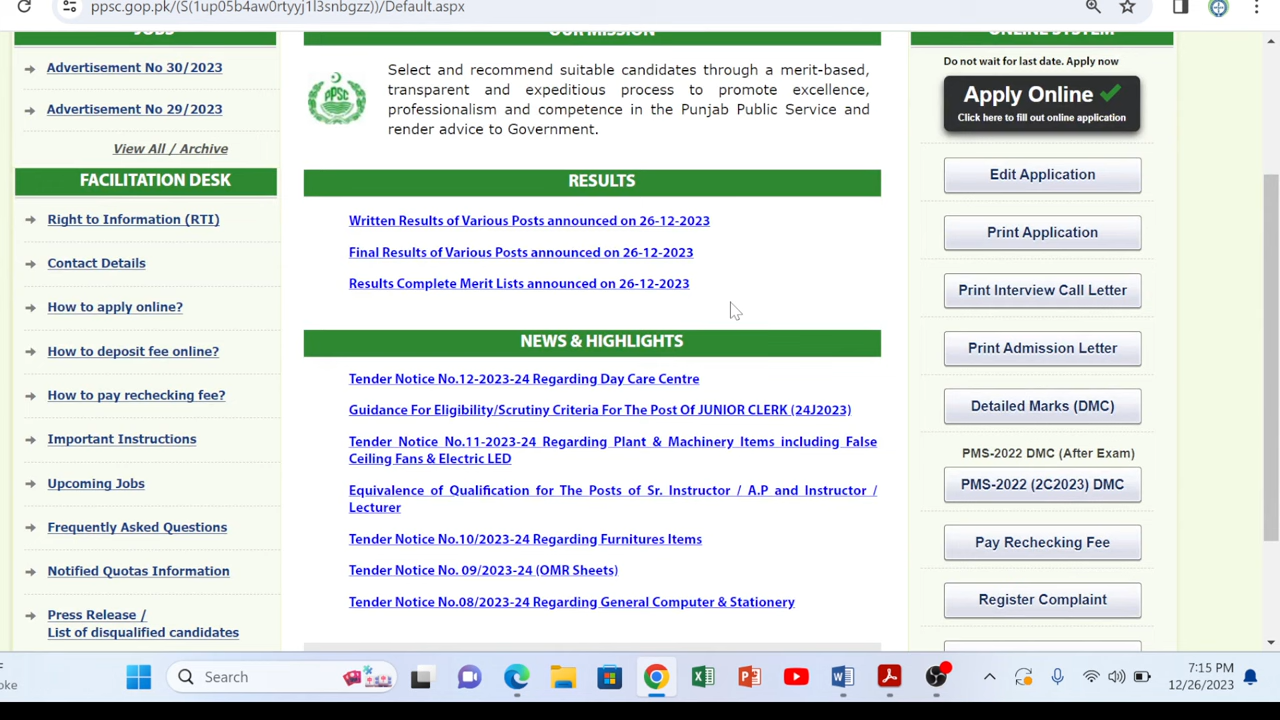 ppsc.gop.pk/(S(1up05b4aw0rtyyj1l3snbgzz))/Default.aspx
JOBS
Advertisement No 30/2023
Advertisement No 29/2023
View All / Archive
FACILITATION DESK
Right to Information (RTI)
Contact Details
How to apply online?
How to deposit fee online?
How to pay rechecking fee?
Important Instructions
Upcoming Jobs
Frequently Asked Questions
Notified Quotas Information
Press Release /
List of disqualified candidates
OUR MISSION
PPSC
Select and recommend suitable candidates through a merit-based,
transparent and expeditious process to promote excellence,
professionalism and competence in the Punjab Public Service and
render advice to Government.
RESULTS
Written Results of Various Posts announced on 26-12-2023
Final Results of Various Posts announced on 26-12-2023
Results Complete Merit Lists announced on 26-12-2023
NEWS & HIGHLIGHTS
Tender Notice No.12-2023-24 Regarding Day Care Centre
Guidance For Eligibility/Scrutiny Criteria For The Post Of JUNIOR CLERK (24J2023)
Tender Notice No.11-2023-24 Regarding Plant & Machinery Items including False
Ceiling Fans & Electric LED
Equivalence of Qualification for The Posts of Sr. Instructor / A.P and Instructor /
Lecturer
Tender Notice No.10/2023-24 Regarding Furnitures Items
Tender Notice No. 09/2023-24 (OMR Sheets)
Tender Notice No.08/2023-24 Regarding General Computer & Stationery
ONLINE SYSTEM
Do not wait for last date. Apply now
Apply Online
Click here to fill out online application
Edit Application
Print Application
Print Interview Call Letter
Print Admission Letter
Detailed Marks (DMC)
PMS-2022 DMC (After Exam)
PMS-2022 (2C2023) DMC
Pay Rechecking Fee
Register Complaint
Search
7:15 PM
12/26/2023